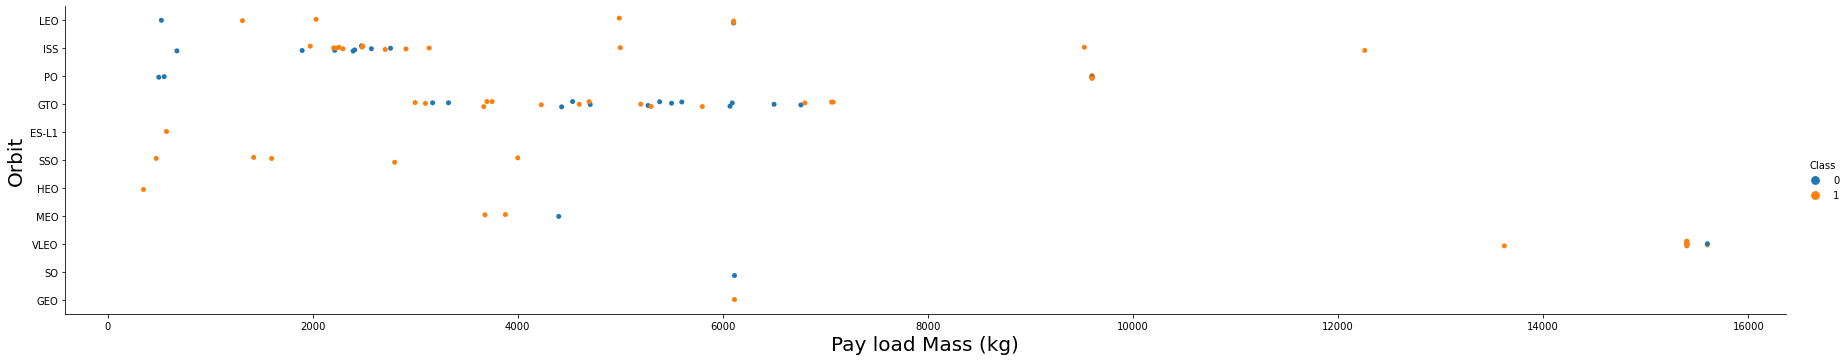 LEO
ISS
PO
GTO
ES-L1
SSO
HEO
MEO
VLEO
SO
GEO
Orbit
0 2000 4000 6000 8000 10000 12000 14000 16000
Pay load Mass (kg)
Class
0
1